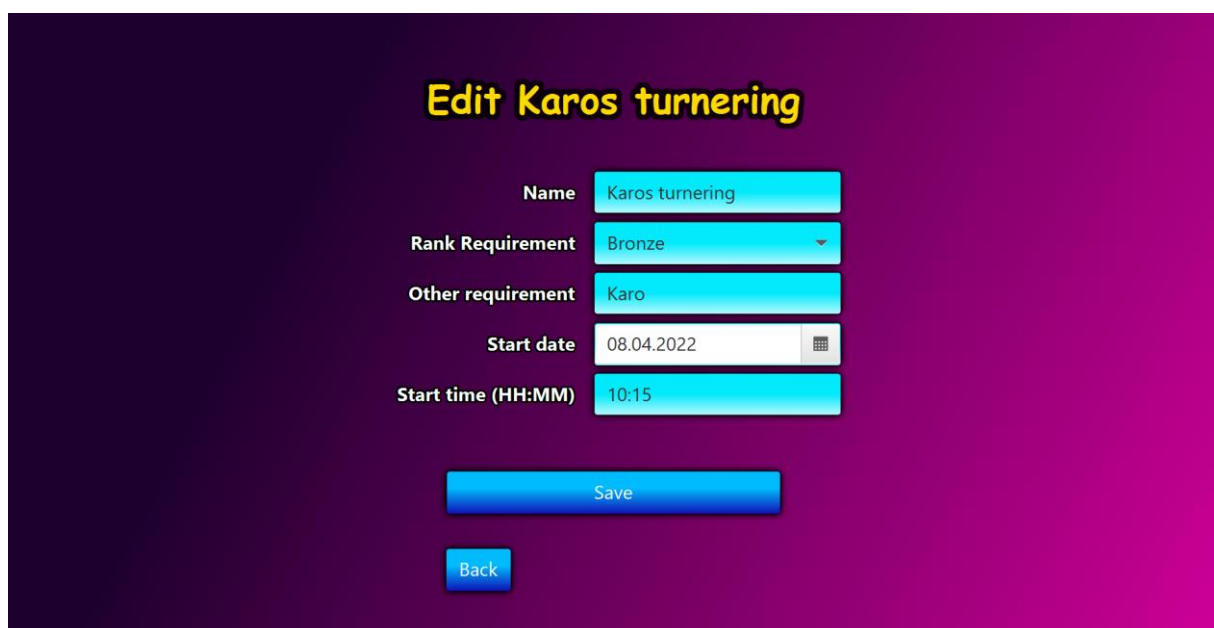 Edit Karos turnering
Name Karos turnering
Rank Requirement Bronze
Other requirement Karo
Start date 08.04.2022
Start time (HH:MM) 10:15
Save
Back